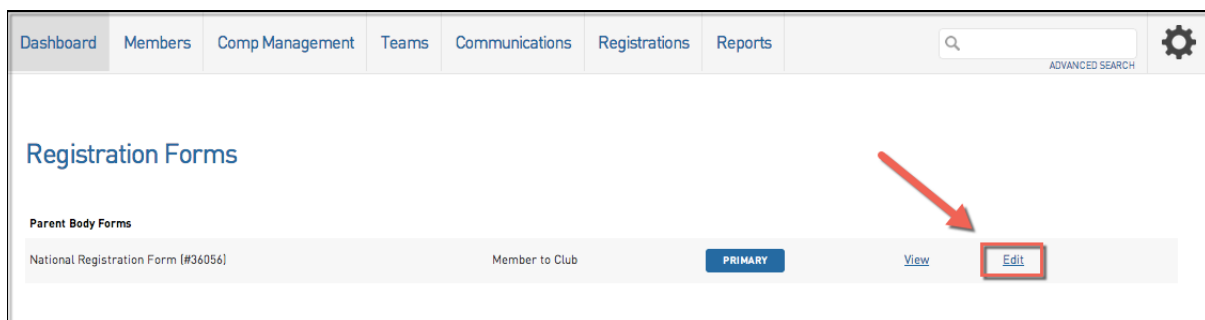 Dashboard Members Comp Management Teams Communications Registrations Reports
ADVANCED SEARCH
Registration Forms
Parent Body Forms
National Registration Form (#36056) Member to Club PRIMARY View Edit